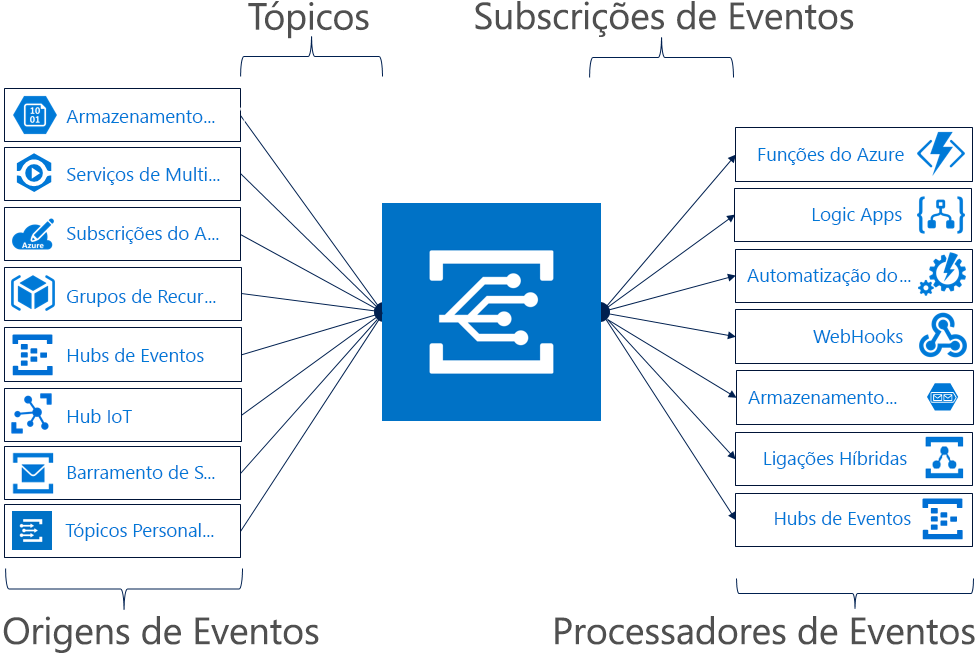 Tópicos
Subscrições de Eventos
10
01
Armazenamento...
Serviços de Multi...
Azure
Subscrições do A...
Grupos de Recur...
Hubs de Eventos
Hub IoT
Barramento de S...
Tópicos Personal...
Funções do Azure
Logic Apps
Automatização do...
WebHooks
Armazenamento...
Ligações Híbridas
Hubs de Eventos
Origens de Eventos
Processadores de Eventos